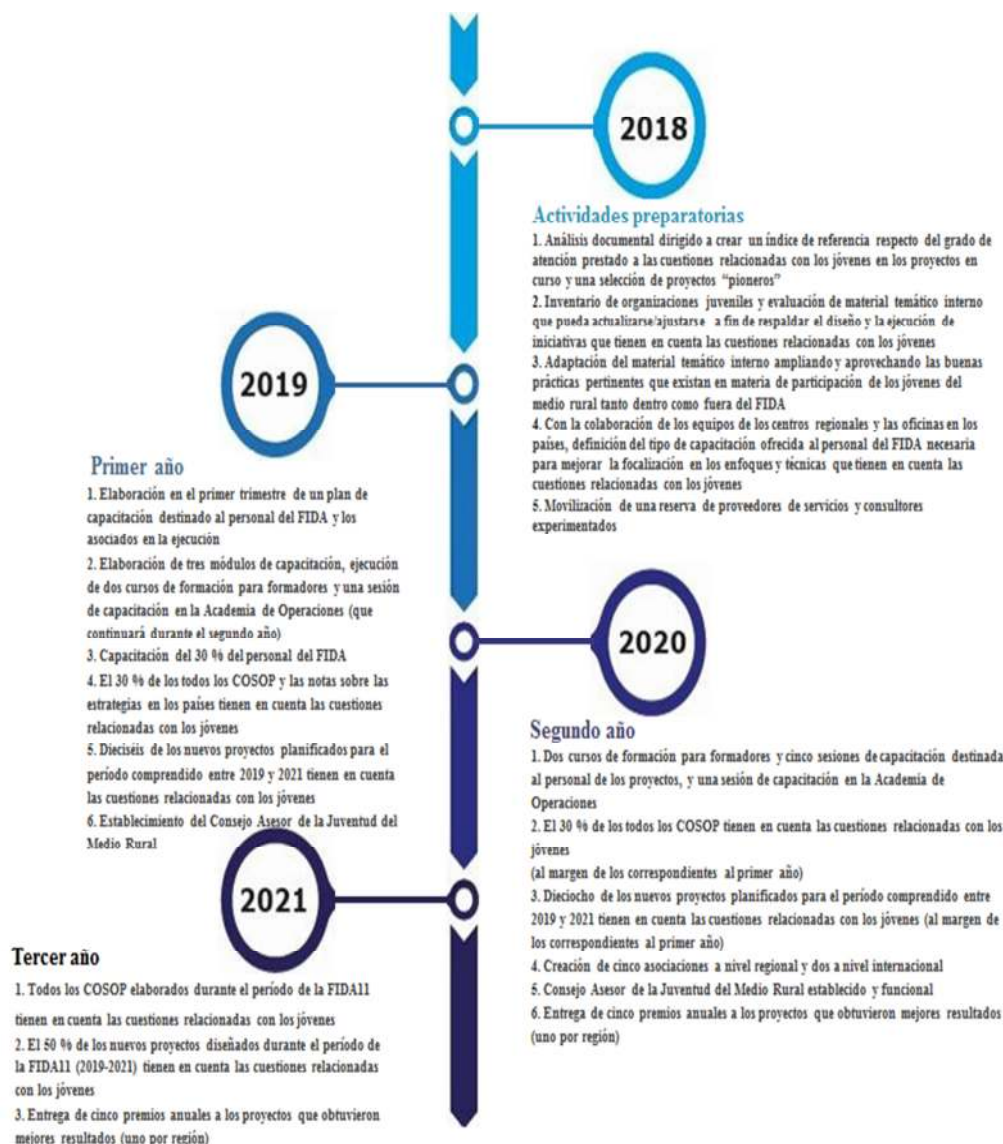 2018
Actividades preparatorias
1. Análisis documental dirigido a crear un índice de referencia respecto del grado de
atención prestado a las cuestiones relacionadas con los jóvenes en los proyectos en
curso y una selección de proyectos “pioneros”
2. Inventario de organizaciones juveniles y evaluación de material temático interno
que pueda actualizarse/ajustarse a fin de respaldar el diseño y la ejecución de
iniciativas que tienen en cuenta las cuestiones relacionadas con los jóvenes
3. Adaptación del material temático interno ampliando y aprovechando las buenas
prácticas pertinentes que existan en materia de participación de los jóvenes del
medio rural tanto dentro como fuera del FIDA
4. Con la colaboración de los equipos de los centros regionales y las oficinas en los
países, definición del tipo de capacitación ofrecida al personal del FIDA necesaria
para mejorar la focalización en los enfoques y técnicas que tienen en cuenta las
cuestiones relacionadas con los jóvenes
5. Movilización de una reserva de proveedores de servicios y consultores
experimentados
2019
Primer año
1. Elaboración en el primer trimestre de un plan de
capacitación destinado al personal del FIDA y los
asociados en la ejecución
2. Elaboración de tres módulos de capacitación, ejecución
de dos cursos de formación para formadores y una sesión
de capacitación en la Academia de Operaciones (que
continuará durante el segundo año)
3. Capacitación del 30 % del personal del FIDA
4. El 30 % de los todos los COSOP y las notas sobre las
estrategias en los países tienen en cuenta las cuestiones
relacionadas con los jóvenes
5. Dieciséis de los nuevos proyectos planificados para el
período comprendido entre 2019 y 2021 tienen en cuenta
las cuestiones relacionadas con los jóvenes
6. Establecimiento del Consejo Asesor de la Juventud del
Medio Rural
2020
Segundo año
1. Dos cursos de formación para formadores y cinco sesiones de capacitación destinada
al personal de los proyectos, y una sesión de capacitación en la Academia de
Operaciones
2. El 30 % de los todos los COSOP tienen en cuenta las cuestiones relacionadas con los
jóvenes
(al margen de los correspondientes al primer año)
3. Dieciocho de los nuevos proyectos planificados para el período comprendido entre
2019 y 2021 tienen en cuenta las cuestiones relacionadas con los jóvenes (al margen de
los correspondientes al primer año)
4. Creación de cinco asociaciones a nivel regional y dos a nivel internacional
5. Consejo Asesor de la Juventud del Medio Rural establecido y funcional
6. Entrega de cinco premios anuales a los proyectos que obtuvieron mejores resultados
(uno por región)
2021
Tercer año
1. Todos los COSOP elaborados durante el período de la FIDA11
tienen en cuenta las cuestiones relacionadas con los jóvenes
2. El 50 % de los nuevos proyectos diseñados durante el período de
la FIDA11 (2019-2021) tienen en cuenta las cuestiones relacionadas
con los jóvenes
3. Entrega de cinco premios anuales a los proyectos que obtuvieron
mejores resultados (uno por región)